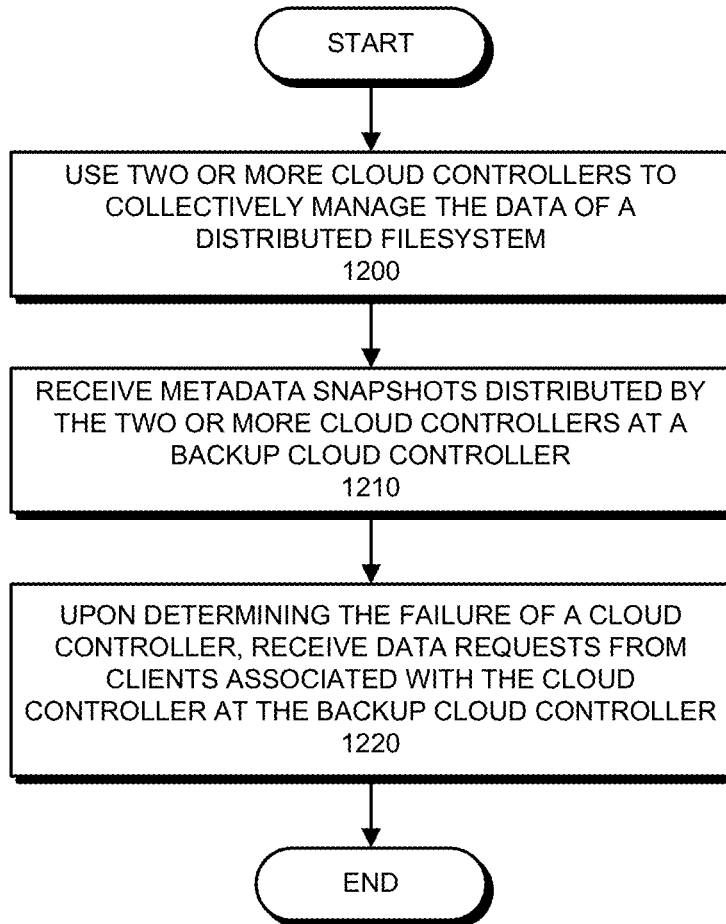 START
USE TWO OR MORE CLOUD CONTROLLERS TO
COLLECTIVELY MANAGE THE DATA OF A
DISTRIBUTED FILESYSTEM
1200
RECEIVE METADATA SNAPSHOTS DISTRIBUTED BY
THE TWO OR MORE CLOUD CONTROLLERS AT A
BACKUP CLOUD CONTROLLER
1210
UPON DETERMINING THE FAILURE OF A CLOUD
CONTROLLER, RECEIVE DATA REQUESTS FROM
CLIENTS ASSOCIATED WITH THE CLOUD
CONTROLLER AT THE BACKUP CLOUD CONTROLLER
1220
END